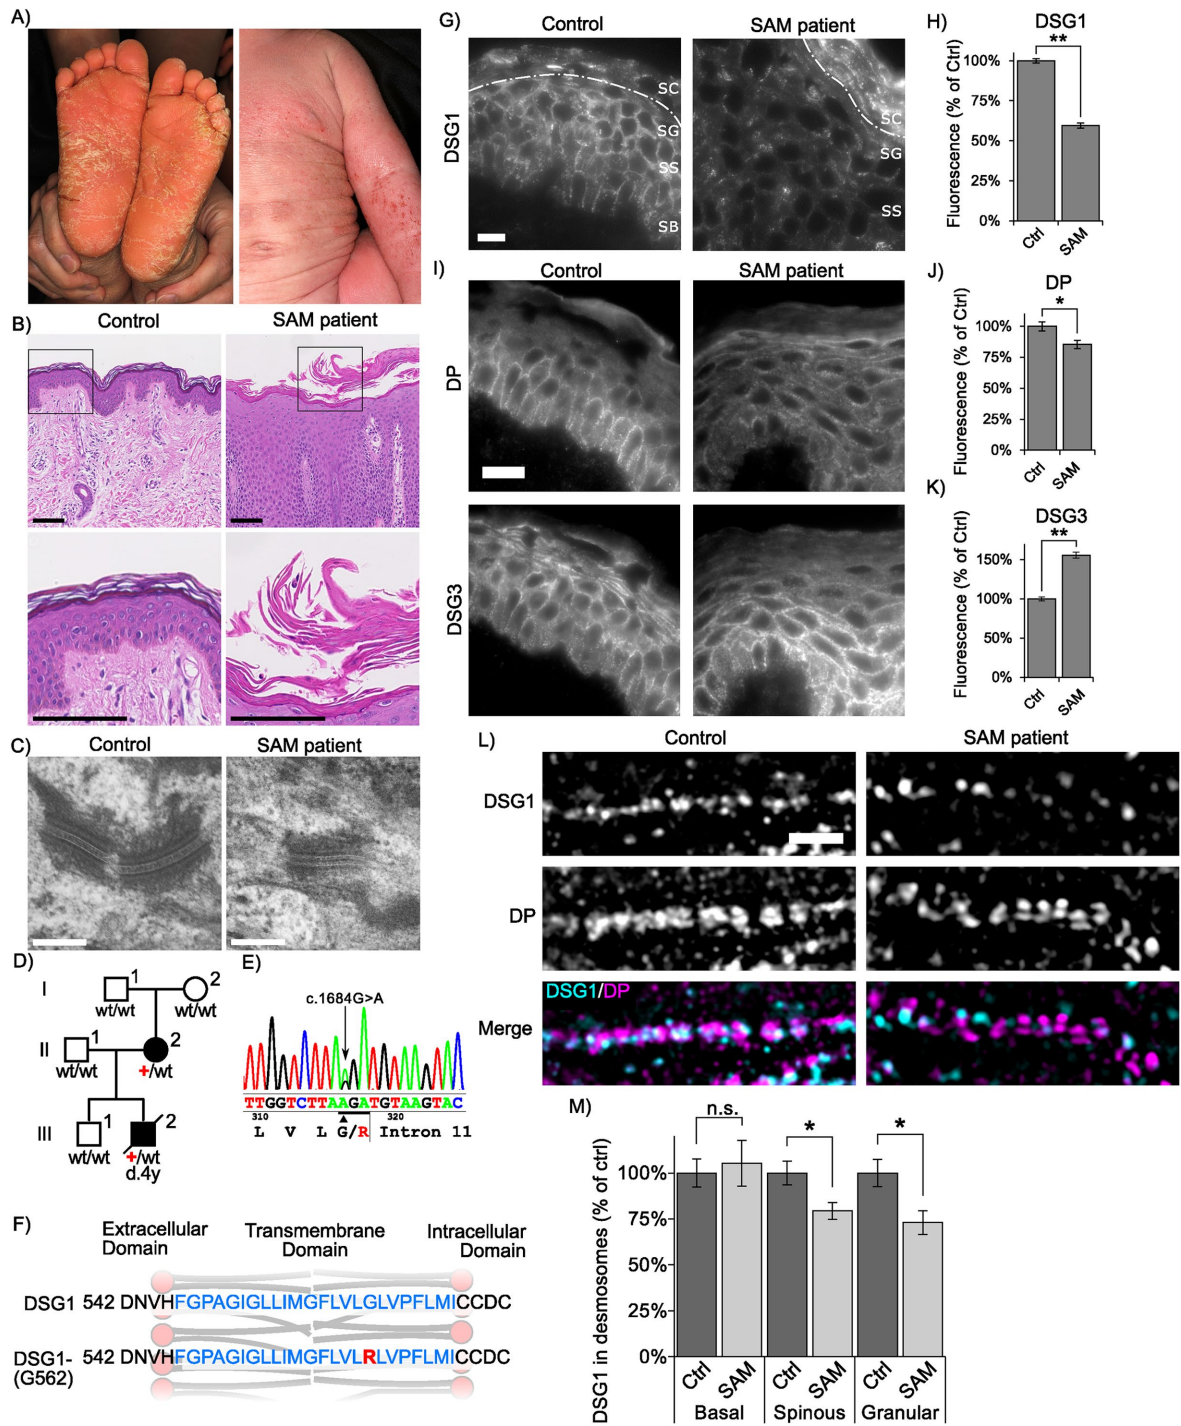 A)
B)
Control
SAM patient
C)
Control
SAM patient
D)
I
1
2
wt/wt
wt/wt
II
1
2
wt/wt
+/wt
III
1
2
wt/wt
+/wt
d.4y
E)
c.1684G>A
TTGGTCTTAAGATGTAAGTAC
310
320
L V L G/R Intron 11
F)
Extracellular Domain
Transmembrane Domain
Intracellular Domain
DSG1 542 DNVHFGPAGIGLLIMGFLVLGLVPFLMICCDC
DSG1-(G562) 542 DNVHFGPAGIGLLIMGFLVLRLVPFLMICCDC
G)
Control
SAM patient
DSG1
SC
SG
SS
SB
SC
SG
SS
H)
DSG1
**
Fluorescence (% of Ctrl)
100%
75%
50%
25%
0%
Ctrl
SAM
I)
Control
SAM patient
DP
DSG3
J)
DP
*
Fluorescence (% of Ctrl)
100%
75%
50%
25%
0%
Ctrl
SAM
K)
DSG3
**
Fluorescence (% of Ctrl)
150%
100%
50%
0%
Ctrl
SAM
L)
Control
SAM patient
DSG1
DP
Merge
DSG1/DP
M)
n.s.
*
*
DSG1 in desmosomes (% of ctrl)
100%
75%
50%
25%
0%
Ctrl
SAM
Ctrl
SAM
Ctrl
SAM
Basal
Spinous
Granular